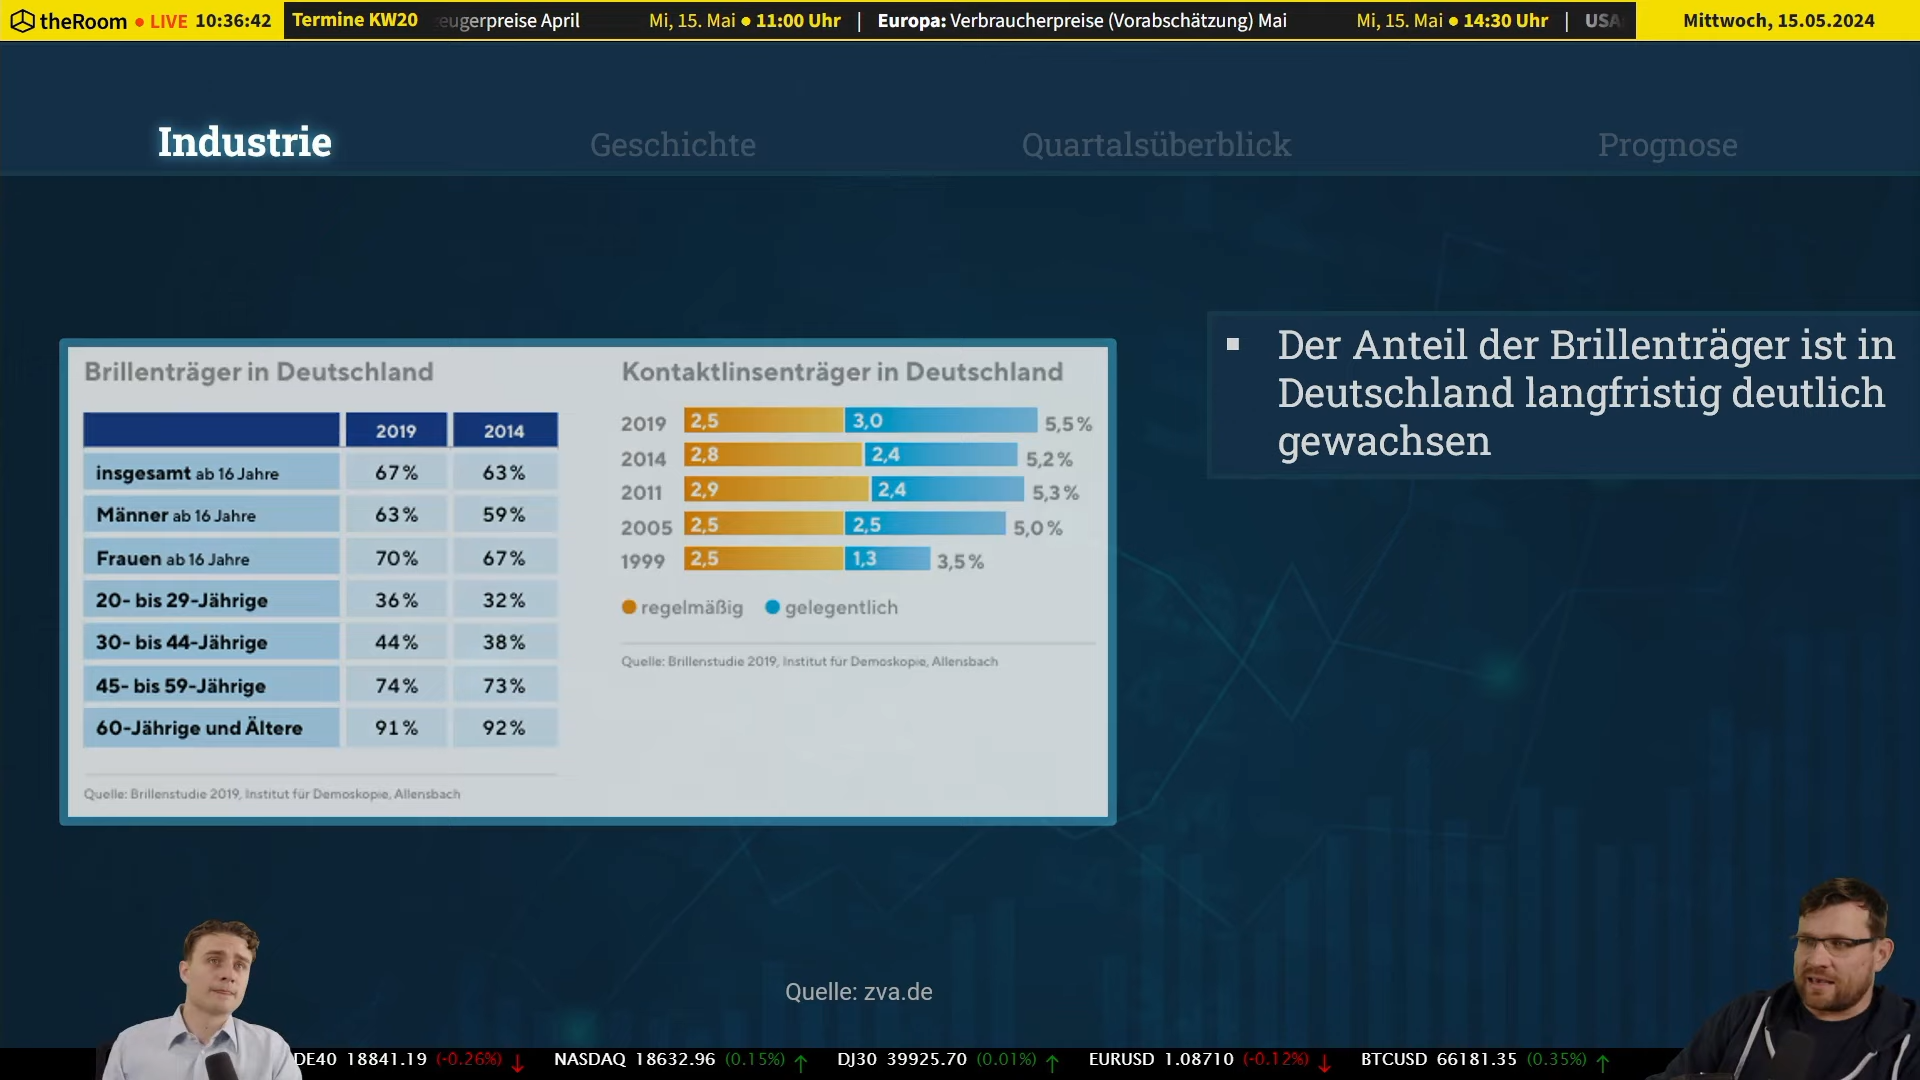 theRoom • LIVE 10:36:42
Termine KW20
eugerpreise April Mi, 15. Mai • 11:00 Uhr | Europa: Verbraucherpreise (Vorabschätzung) Mai Mi, 15. Mai • 14:30 Uhr | USA
Mittwoch, 15.05.2024
Industrie
Geschichte
Quartalsüberblick
Prognose
Brillenträger in Deutschland
2019 2014
insgesamt ab 16 Jahre 67% 63%
Männer ab 16 Jahre 63% 59%
Frauen ab 16 Jahre 70% 67%
20- bis 29-Jährige 36% 32%
30- bis 44-Jährige 44% 38%
45- bis 59-Jährige 74% 73%
60-Jährige und Ältere 91% 92%
Quelle: Brillenstudie 2019, Institut für Demoskopie, Allensbach
Kontaktlinsenträger in Deutschland
2019 2,5 3,0 5,5%
2014 2,8 2,4 5,2%
2011 2,9 2,4 5,3%
2005 2,5 2,5 5,0%
1999 2,5 1,3 3,5%
regelmäßig gelegentlich
Quelle: Brillenstudie 2019, Institut für Demoskopie, Allensbach
▪ Der Anteil der Brillenträger ist in
Deutschland langfristig deutlich
gewachsen
Quelle: zva.de
DE40 18841.19 (-0.26%) ↓ NASDAQ 18632.96 (0.15%) ↑ DJ30 39925.70 (0.01%) ↑ EURUSD 1.08710 (-0.12%) ↓ BTCUSD 66181.35 (0.35%) ↑